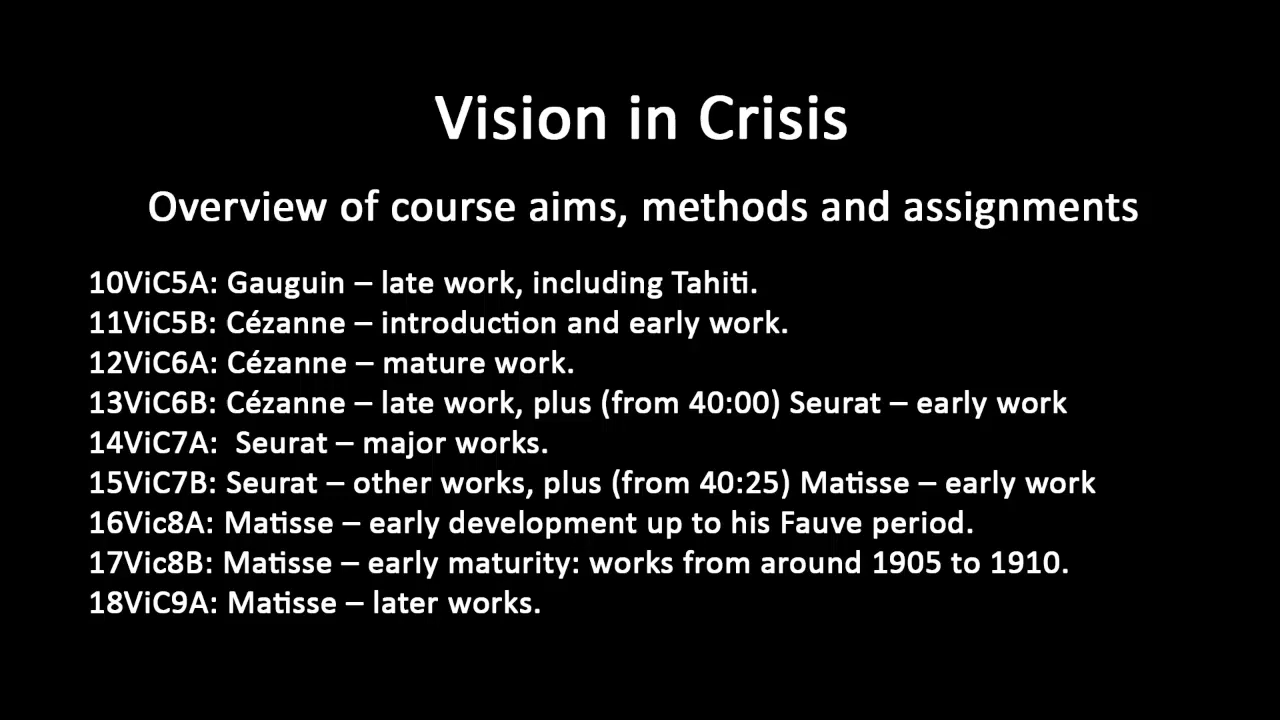 Vision in Crisis
Overview of course aims, methods and assignments
10ViC5A: Gauguin – late work, including Tahiti.
11ViC5B: Cézanne – introduction and early work.
12ViC6A: Cézanne – mature work.
13ViC6B: Cézanne – late work, plus (from 40:00) Seurat – early work
14ViC7A:  Seurat – major works.
15ViC7B: Seurat – other works, plus (from 40:25) Matisse – early work
16Vic8A: Matisse – early development up to his Fauve period.
17Vic8B: Matisse – early maturity: works from around 1905 to 1910.
18ViC9A: Matisse – later works.